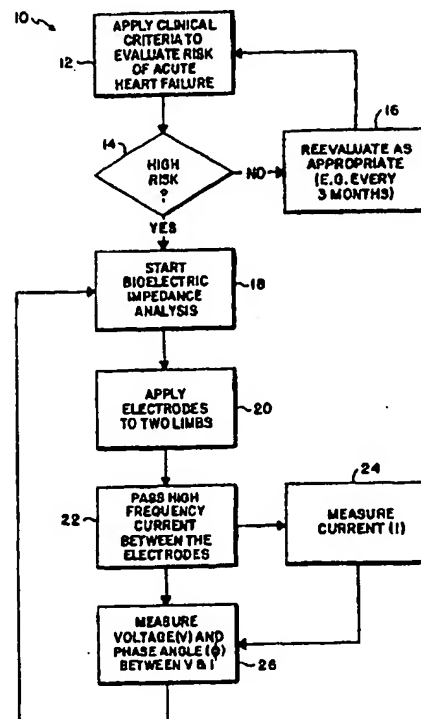 10
APPLY CLINICAL
CRITERIA TO
EVALUATE RISK
OF ACUTE
HEART FAILURE
12
14
HIGH
RISK
?
NO
YES
16
REEVALUATE AS
APPROPRIATE
(E.G. EVERY
3 MONTHS)
START
BIOELECTRIC
IMPEDANCE
ANALYSIS
18
APPLY
ELECTRODES
TO TWO LIMBS
20
22
PASS HIGH
FREQUENCY
CURRENT
BETWEEN THE
ELECTRODES
24
MEASURE
CURRENT (I)
MEASURE
VOLTAGE(V) AND
PHASE ANGLE (ϕ)
BETWEEN V & I
26